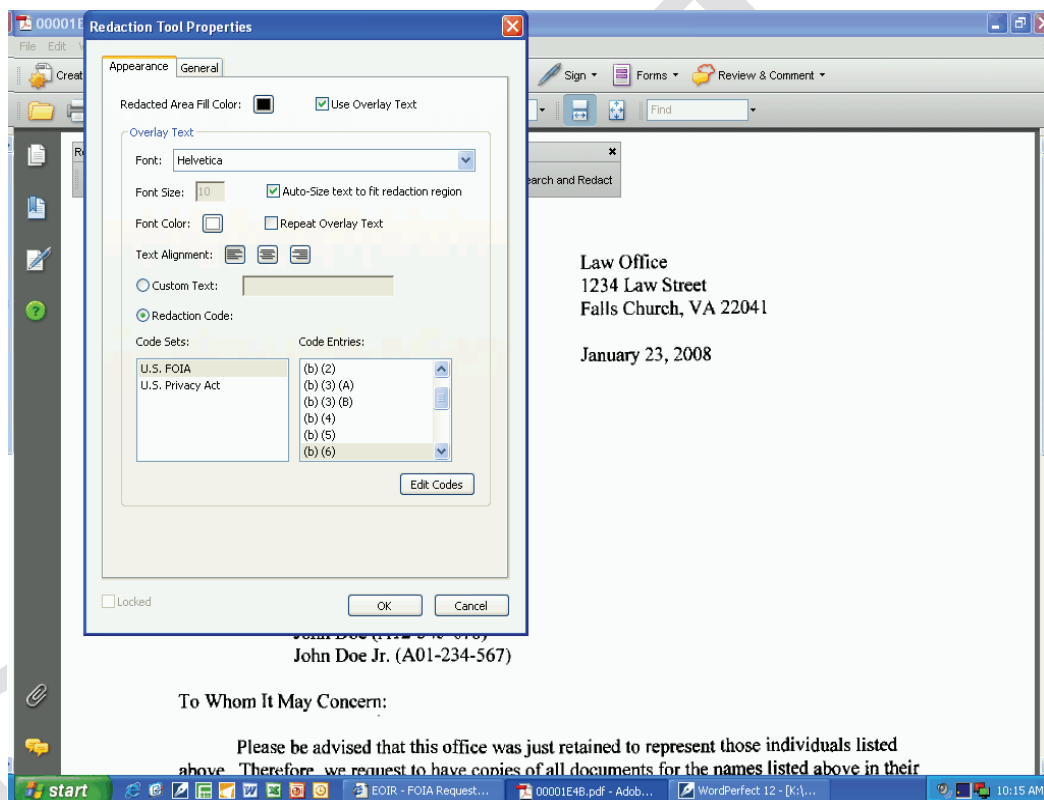 00001E
Redaction Tool Properties
File Edit V
Creat
Sign
Forms
Review & Comment
Find
Appearance General
Redacted Area Fill Color: Use Overlay Text
Overlay Text
Font: Helvetica
Font Size: 10 Auto-Size text to fit redaction region
Font Color: Repeat Overlay Text
Text Alignment:
Custom Text:
Redaction Code:
Code Sets: Code Entries:
U.S. FOIA
U.S. Privacy Act
(b) (2)
(b) (3) (A)
(b) (3) (B)
(b) (4)
(b) (5)
(b) (6)
Edit Codes
Locked
OK Cancel
earch and Redact
Law Office
1234 Law Street
Falls Church, VA 22041
January 23, 2008
John Doe
John Doe Jr. (A01-234-567)
To Whom It May Concern:
Please be advised that this office was just retained to represent those individuals listed
above. Therefore, we request to have copies of all documents for the names listed above in their
start
EOIR - FOIA Request...
00001E4B.pdf - Adob...
WordPerfect 12 - [K:\...
10:15 AM